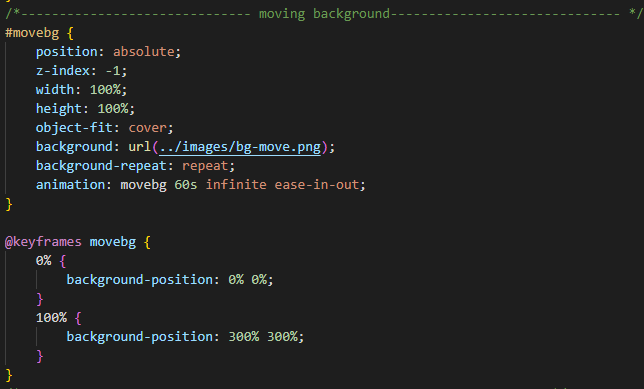 /*----------------------------- moving background----------------------------- */
#movebg {
    position: absolute;
    z-index: -1;
    width: 100%;
    height: 100%;
    object-fit: cover;
    background: url(../images/bg-move.png);
    background-repeat: repeat;
    animation: movebg 60s infinite ease-in-out;
}

@keyframes movebg {
    0% {
        background-position: 0% 0%;
    }
    100% {
        background-position: 300% 300%;
    }
}